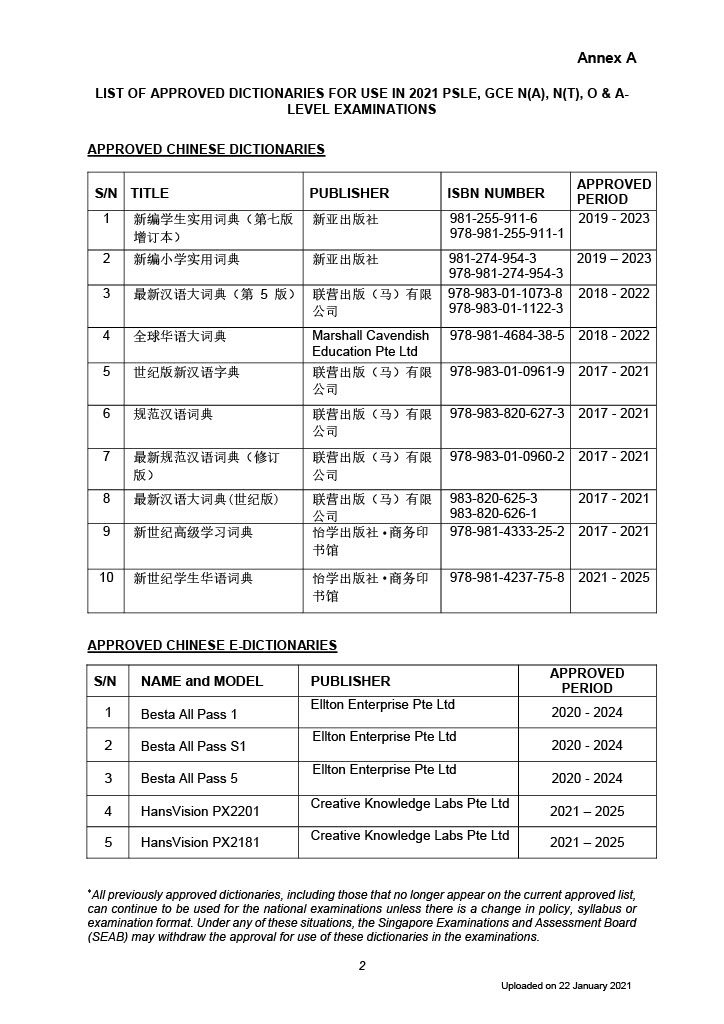 Annex A
LIST OF APPROVED DICTIONARIES FOR USE IN 2021 PSLE, GCE N(A), N(T), O & A-
LEVEL EXAMINATIONS
APPROVED CHINESE DICTIONARIES
S/N TITLE PUBLISHER ISBN NUMBER APPROVED
PERIOD
1 新编学生实用词典（第七版 新亚出版社 981-255-911-6 2019 - 2023
增订本） 978-981-255-911-1
2 新编小学实用词典 新亚出版社 981-274-954-3 2019 – 2023
978-981-274-954-3
3 最新汉语大词典（第 5 版） 联营出版（马）有限 978-983-01-1073-8 2018 - 2022
公司 978-983-01-1122-3
4 全球华语大词典 Marshall Cavendish 978-981-4684-38-5 2018 - 2022
Education Pte Ltd
5 世纪版新汉语字典 联营出版（马）有限 978-983-01-0961-9 2017 - 2021
公司
6 规范汉语词典 联营出版（马）有限 978-983-820-627-3 2017 - 2021
公司
7 最新规范汉语词典（修订 联营出版（马）有限 978-983-01-0960-2 2017 - 2021
版） 公司
8 最新汉语大词典(世纪版) 联营出版（马）有限 983-820-625-3 2017 - 2021
公司 983-820-626-1
9 新世纪高级学习词典 怡学出版社•商务印 978-981-4333-25-2 2017 - 2021
书馆
10 新世纪学生华语词典 怡学出版社•商务印 978-981-4237-75-8 2021 - 2025
书馆
APPROVED CHINESE E-DICTIONARIES
S/N NAME and MODEL PUBLISHER APPROVED
PERIOD
1 Besta All Pass 1 Ellton Enterprise Pte Ltd 2020 - 2024
2 Besta All Pass S1 Ellton Enterprise Pte Ltd 2020 - 2024
3 Besta All Pass 5 Ellton Enterprise Pte Ltd 2020 - 2024
4 HansVision PX2201 Creative Knowledge Labs Pte Ltd 2021 – 2025
5 HansVision PX2181 Creative Knowledge Labs Pte Ltd 2021 – 2025
*All previously approved dictionaries, including those that no longer appear on the current approved list,
can continue to be used for the national examinations unless there is a change in policy, syllabus or
examination format. Under any of these situations, the Singapore Examinations and Assessment Board
(SEAB) may withdraw the approval for use of these dictionaries in the examinations.
2
Uploaded on 22 January 2021